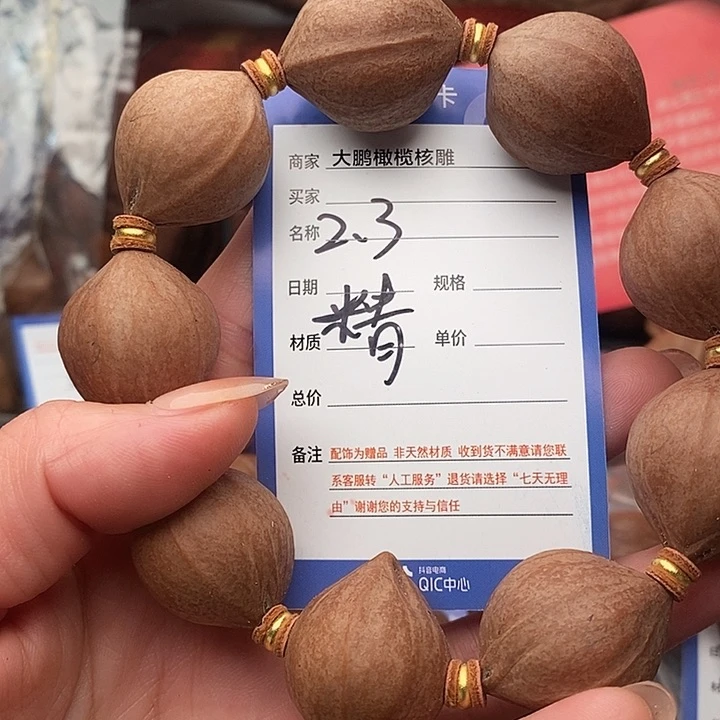 卡
商家 大鹏橄榄核雕
买家
名称 2.3
日期 规格
材质 精 单价
总价
备注 配饰为赠品 非天然材质 收到货不满意请您联
系客服转“人工服务”退货请选择“七天无理
由”谢谢您的支持与信任
抖音电商
QIC中心